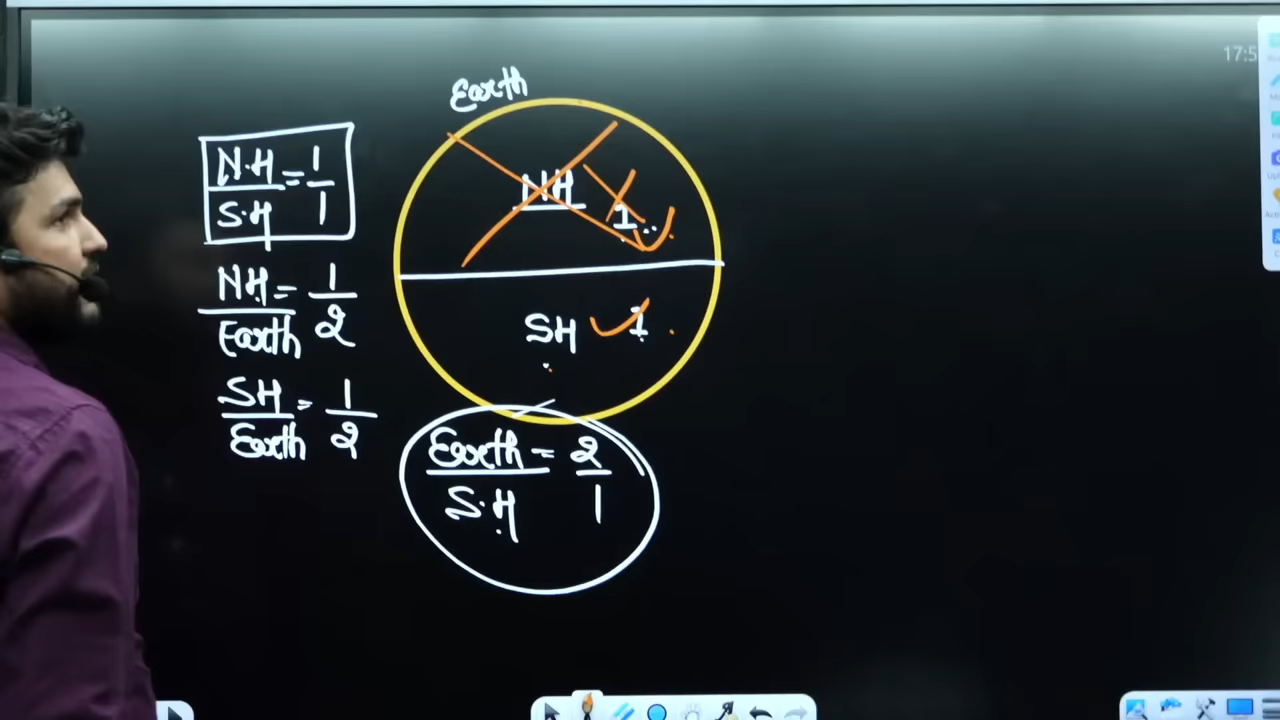 17:5
Earth
N.H = 1
S.H 1
NH = 1
Earth 2
SH = 1
Earth 2
NH 1
SH 1
Earth = 2
S.H 1